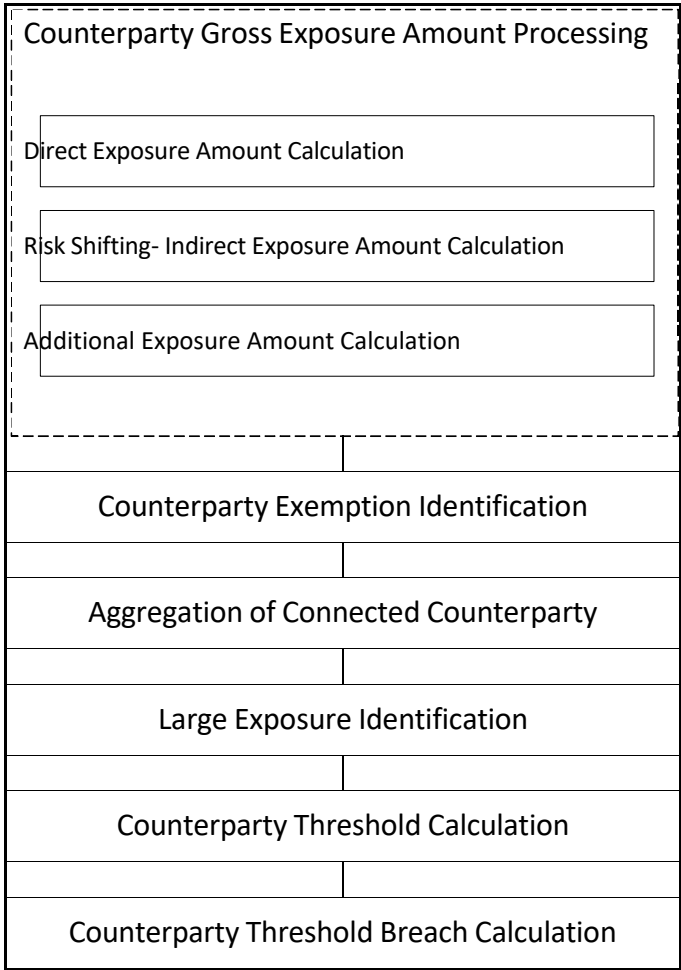 Counterparty Gross Exposure Amount Processing
Direct Exposure Amount Calculation
Risk Shifting- Indirect Exposure Amount Calculation
Additional Exposure Amount Calculation
Counterparty Exemption Identification
Aggregation of Connected Counterparty
Large Exposure Identification
Counterparty Threshold Calculation
Counterparty Threshold Breach Calculation